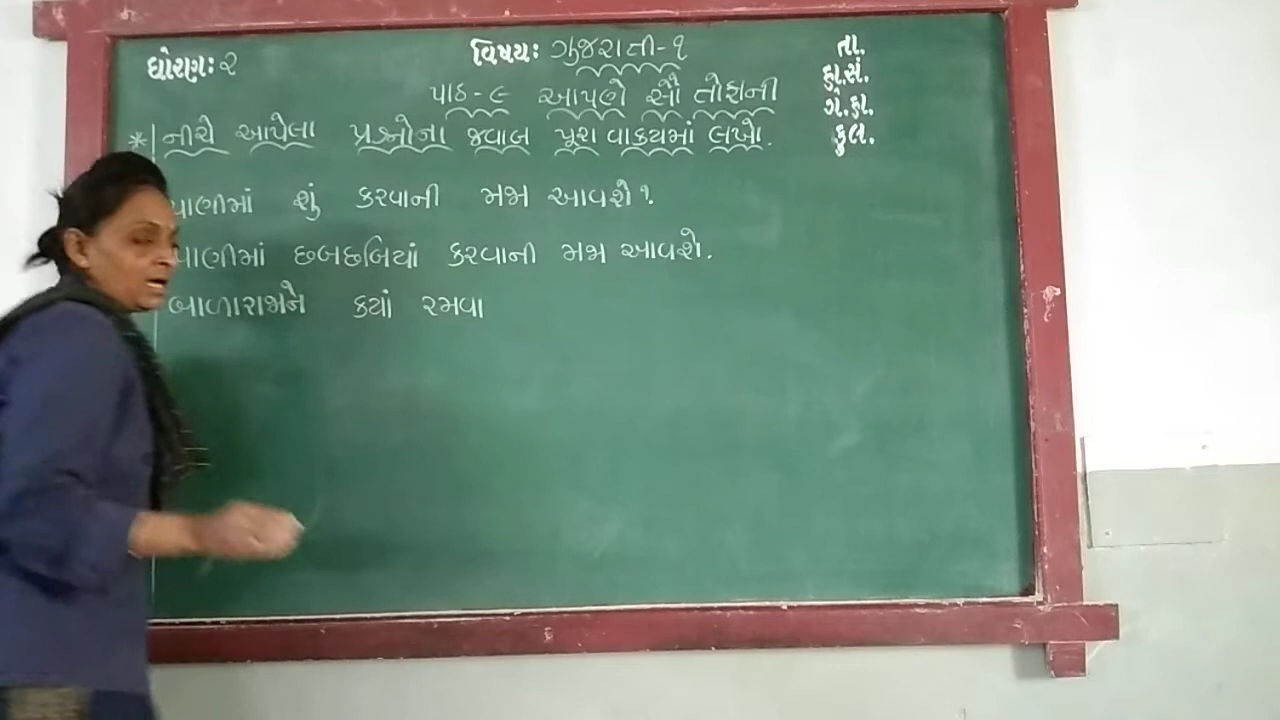 ધોરણઃ ૨
વિષયઃ ગુજરાતી-૧
તા.
હા.સં.
ગે.હા.
કુલ.
પાઠ-૯ આપણે સૌ તોફાની
* નીચે આપેલા પ્રશ્નોના જવાબ પૂરા વાક્યમાં લખો.
પાણીમાં શું કરવાની મજા આવશે?
પાણીમાં છબછબિયાં કરવાની મજા આવશે.
બાળારાજાને ક્યાં રમવા